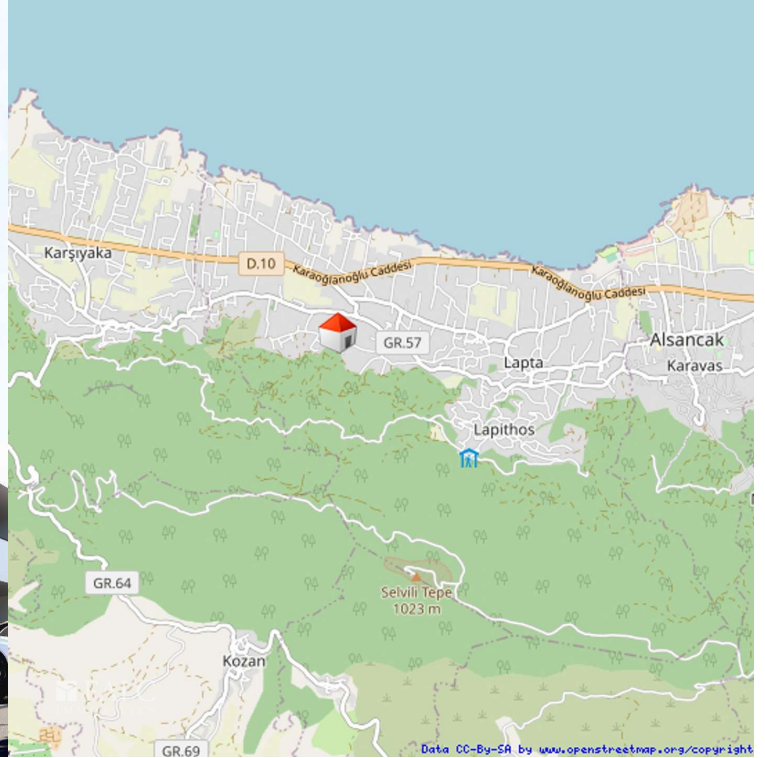 Karşıyaka
D.10
Karaoğlanoğlu Caddesi
Karaoğlanoğlu Caddesi
GR.57
Alsancak
Lapta
Karavas
Lapithos
GR.64
Selvili Tepe
1023 m
Kozan
GR.69
Data CC-By-SA by www.openstreetmap.org/copyright